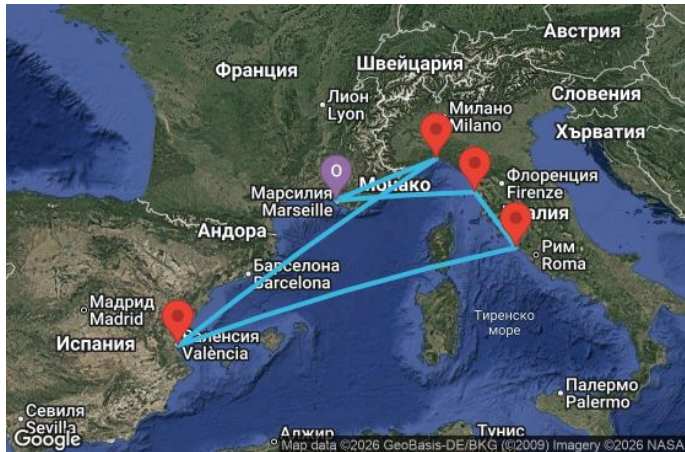 Австрия
Швейцария
Франция
Лион
Lyon
Милано
Milano
Словения
Хърватия
O
Марсилия
Marseille
Монако
Флоренция
Firenze
алия
Андора
Рим
Roma
Барселона
Barcelona
Мадрид
Madrid
Испания
Валенсия
València
Тиренско
море
Палермо
Palermo
Севиля
Sevilla
Google
Алжир
Тунис
Map data ©2026 GeoBasis-DE/BKG (©2009) Imagery ©2026 NASA